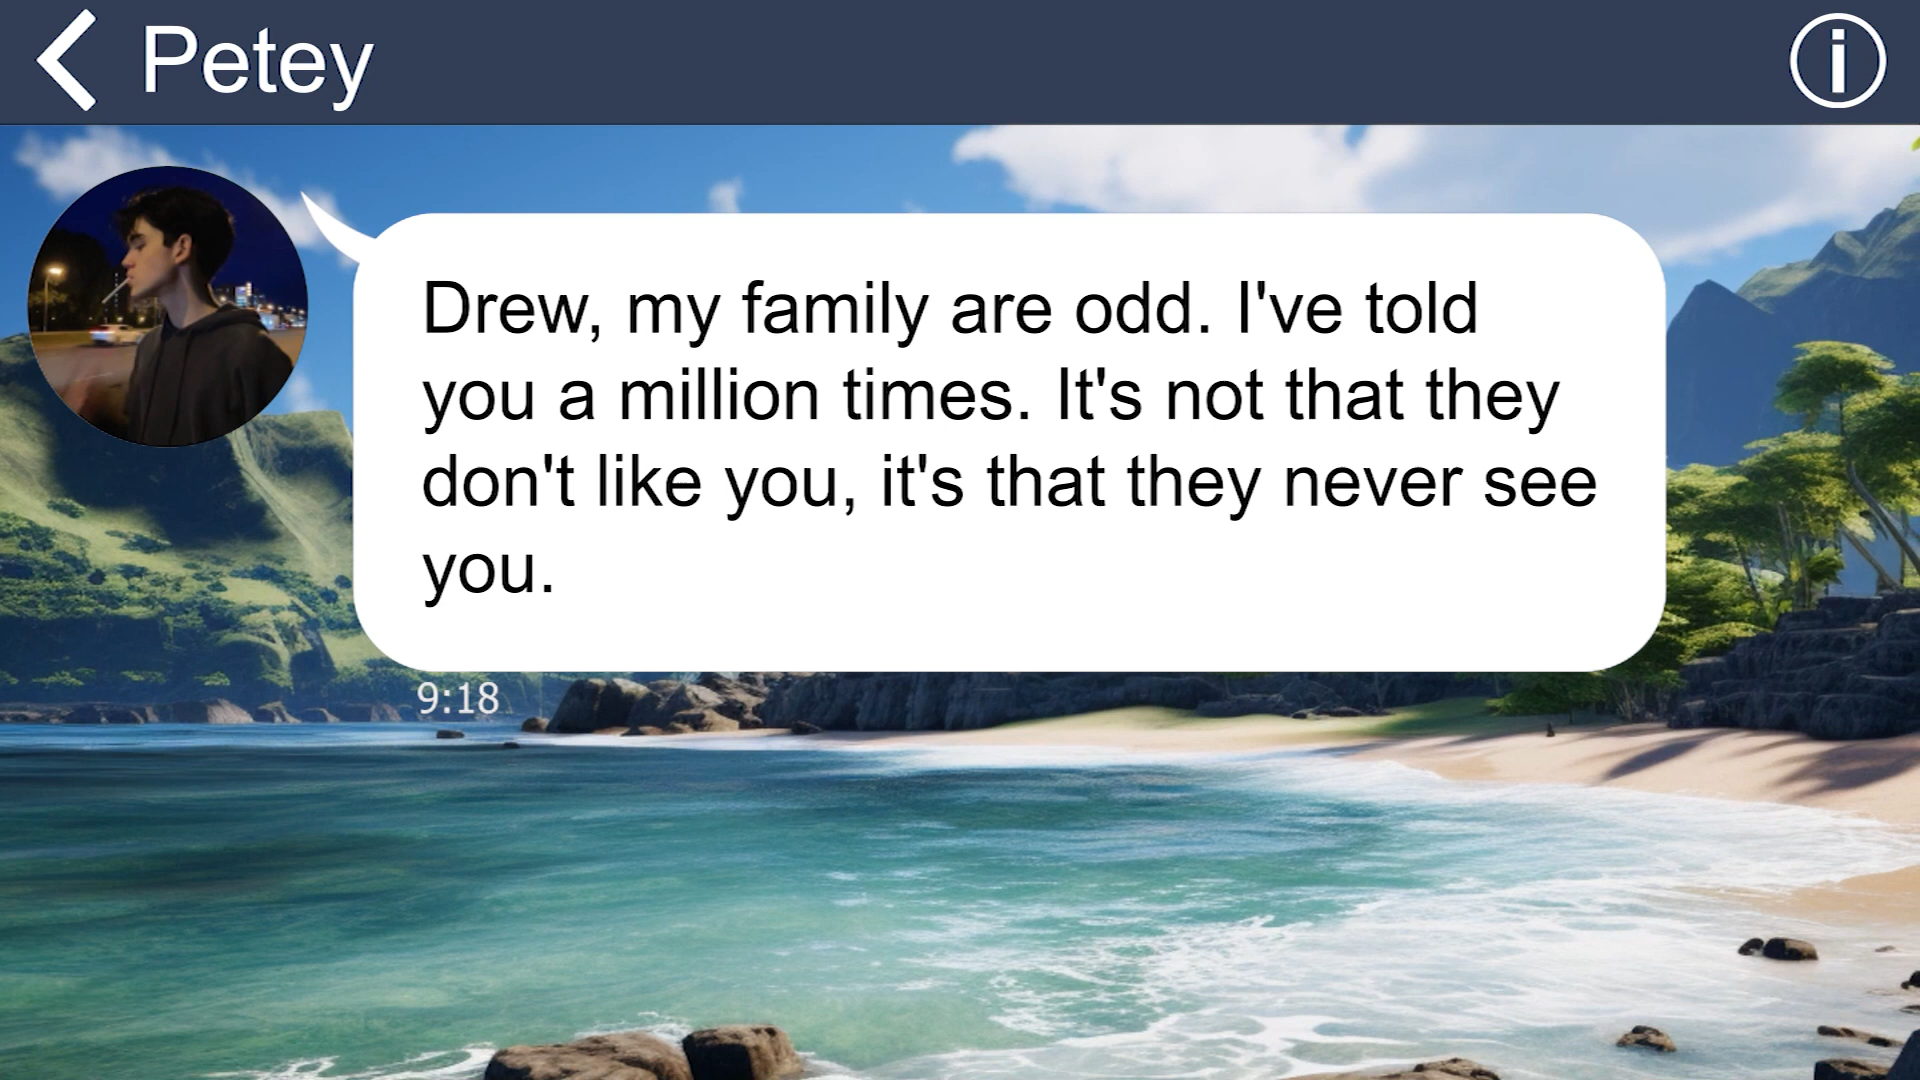 Petey
Drew, my family are odd. I've told
you a million times. It's not that they
don't like you, it's that they never see
you.
9:18